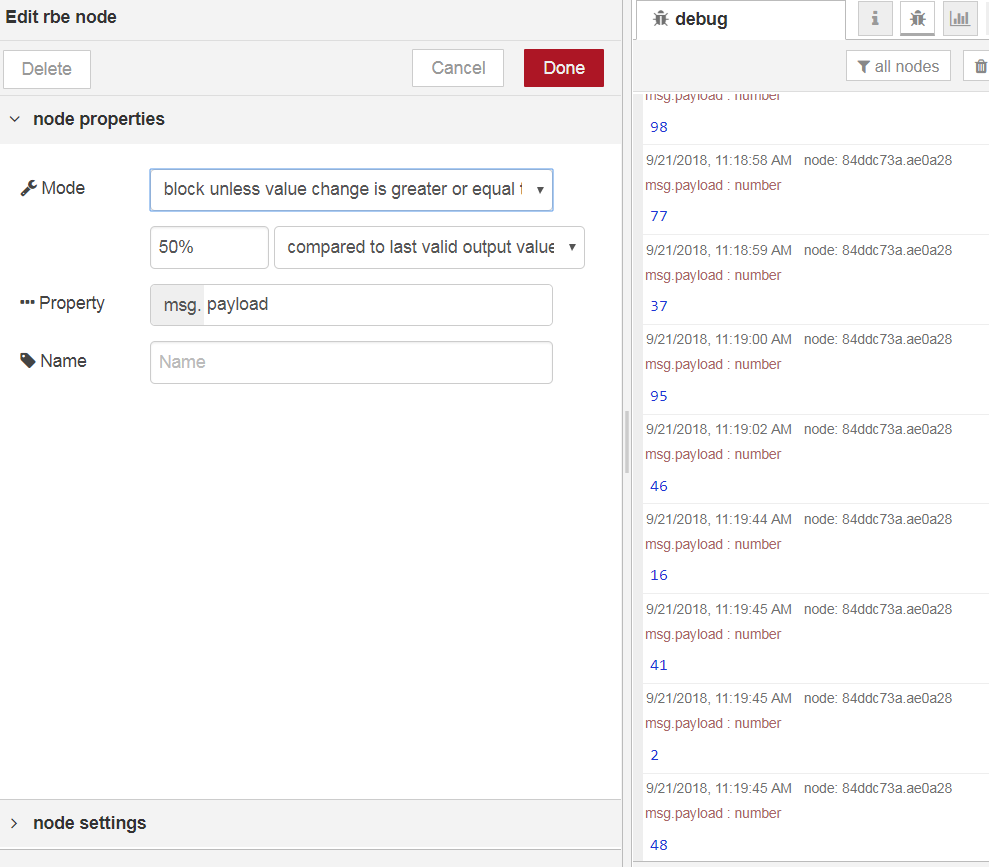 Edit rbe node
Delete
Cancel
Done
node properties
Mode
block unless value change is greater or equal t
50%
compared to last valid output value
Property
msg. payload
Name
Name
node settings
debug
all nodes
msg.payload : number
98
9/21/2018, 11:18:58 AM node: 84ddc73a.ae0a28
msg.payload : number
77
9/21/2018, 11:18:59 AM node: 84ddc73a.ae0a28
msg.payload : number
37
9/21/2018, 11:19:00 AM node: 84ddc73a.ae0a28
msg.payload : number
95
9/21/2018, 11:19:02 AM node: 84ddc73a.ae0a28
msg.payload : number
46
9/21/2018, 11:19:44 AM node: 84ddc73a.ae0a28
msg.payload : number
16
9/21/2018, 11:19:45 AM node: 84ddc73a.ae0a28
msg.payload : number
41
9/21/2018, 11:19:45 AM node: 84ddc73a.ae0a28
msg.payload : number
2
9/21/2018, 11:19:45 AM node: 84ddc73a.ae0a28
msg.payload : number
48